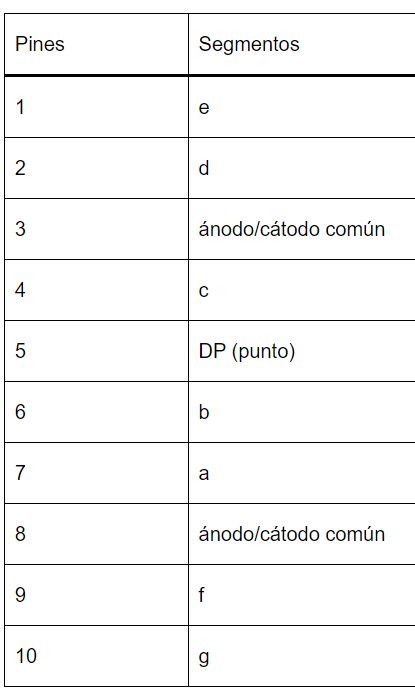 Pines Segmentos
1 e
2 d
3 ánodo/cátodo común
4 c
5 DP (punto)
6 b
7 a
8 ánodo/cátodo común
9 f
10 g